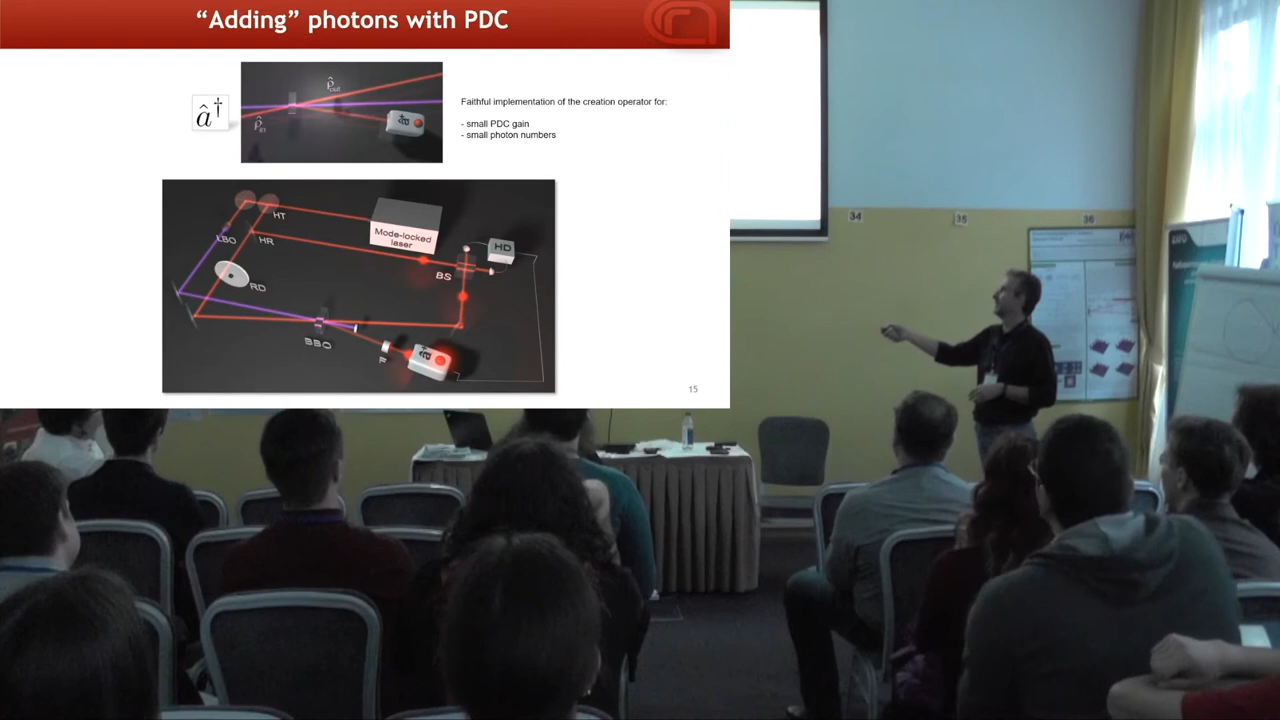 “Adding” photons with PDC
â†
ρ̂out
ρ̂in
â†
Faithful implementation of the creation operator for:
- small PDC gain
- small photon numbers
HT
Mode-locked
laser
LBO
HR
HD
BS
RD
BBO
F
â†
15
34
35
36